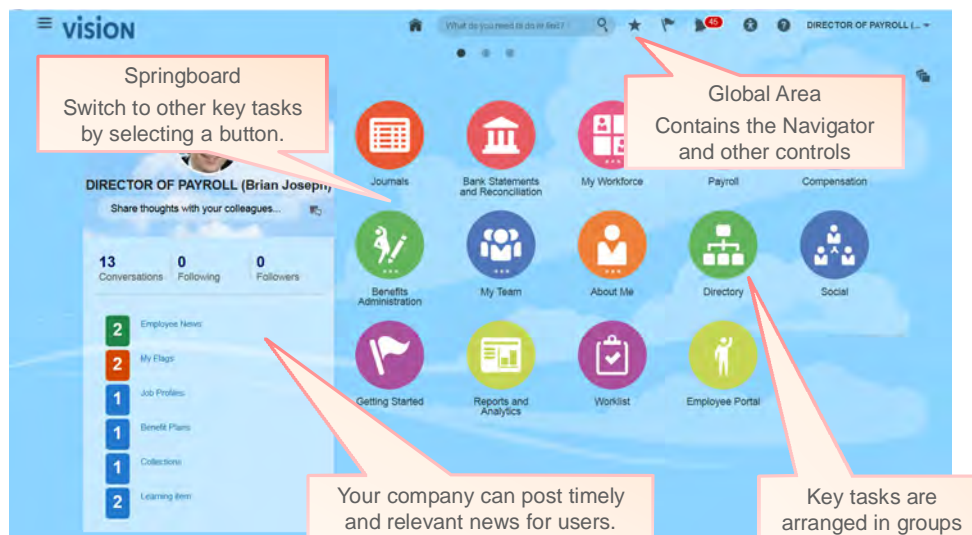 vision
What do you need to do or find?
45
DIRECTOR OF PAYROLL (...
Springboard
Switch to other key tasks
by selecting a button.
Global Area
Contains the Navigator
and other controls
DIRECTOR OF PAYROLL (Brian Joseph)
Share thoughts with your colleagues...
13
Conversations
0
Following
0
Followers
2
Employee News
2
My Flags
1
Job Profiles
1
Benefit Plans
1
Collections
2
Learning Item
Journals
Bank Statements
and Reconciliation
My Workforce
Payroll
Compensation
Benefits
Administration
My Team
About Me
Directory
Social
Getting Started
Reports and
Analytics
Worklist
Employee Portal
Your company can post timely
and relevant news for users.
Key tasks are
arranged in groups